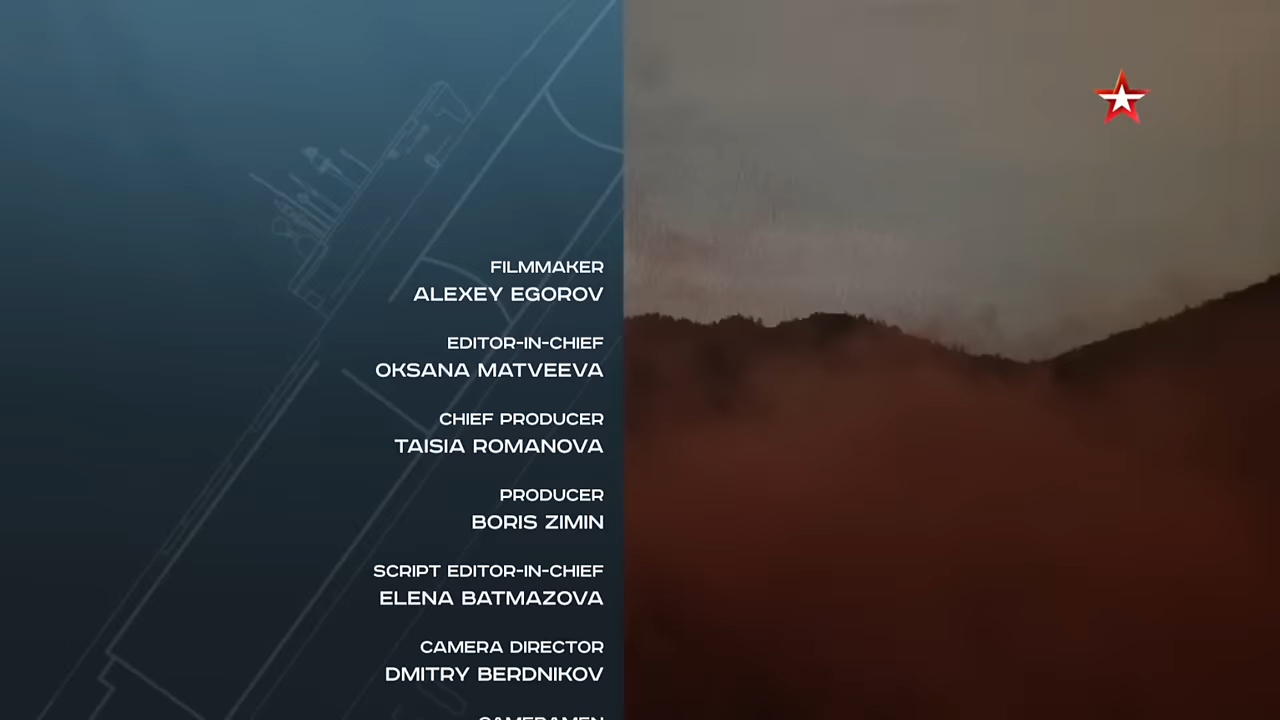 FILMMAKER
ALEXEY EGOROV
EDITOR-IN-CHIEF
OKSANA MATVEEVA
CHIEF PRODUCER
TAISIA ROMANOVA
PRODUCER
BORIS ZIMIN
SCRIPT EDITOR-IN-CHIEF
ELENA BATMAZOVA
CAMERA DIRECTOR
DMITRY BERDNIKOV
CAMERAMEN